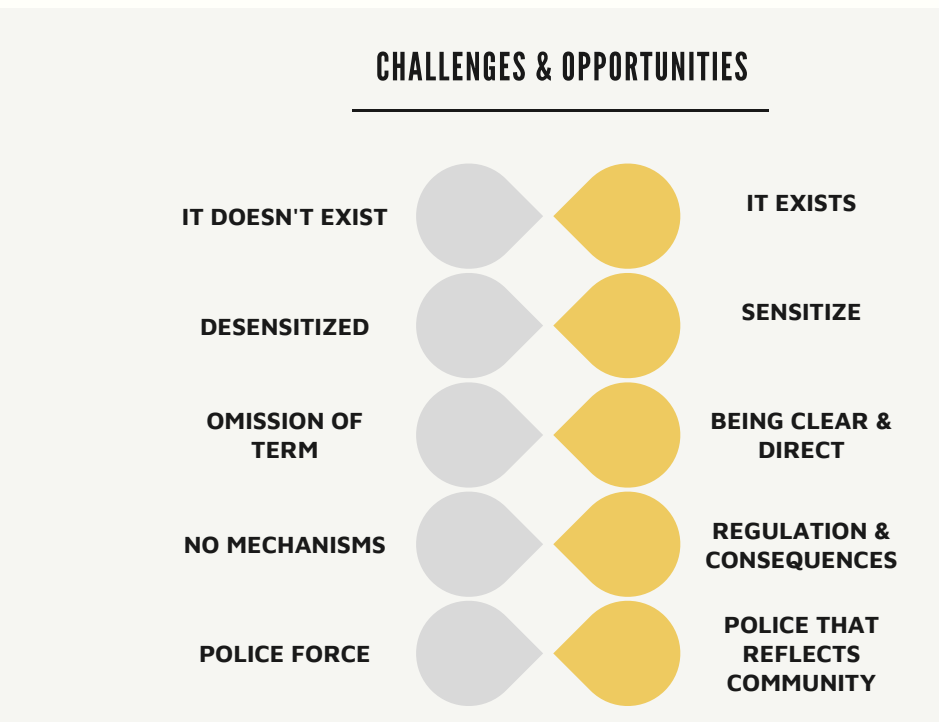 CHALLENGES & OPPORTUNITIES
IT DOESN'T EXIST
IT EXISTS
DESENSITIZED
SENSITIZE
OMISSION OF
TERM
BEING CLEAR &
DIRECT
NO MECHANISMS
REGULATION &
CONSEQUENCES
POLICE FORCE
POLICE THAT
REFLECTS
COMMUNITY